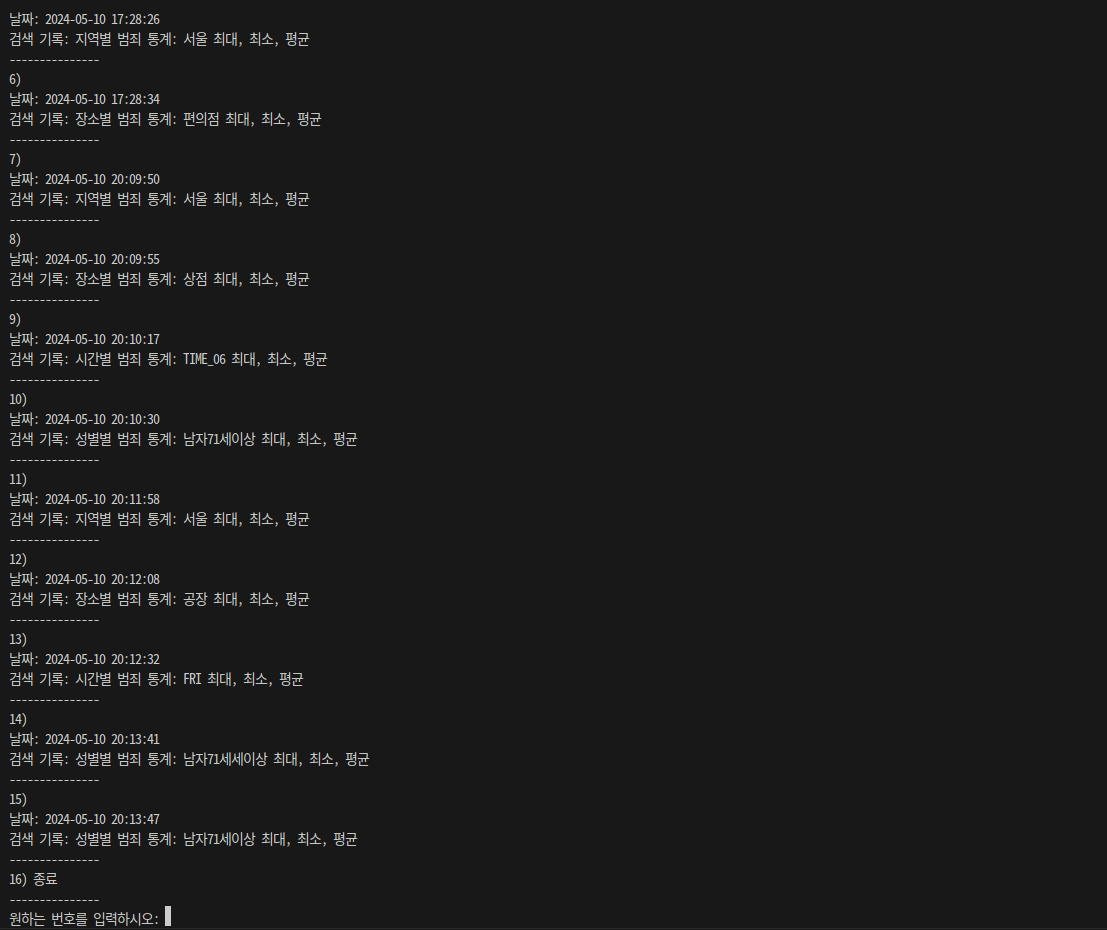 날짜: 2024-05-10 17:28:26
검색 기록: 지역별 범죄 통계: 서울 최대, 최소, 평균
---------------
6)
날짜: 2024-05-10 17:28:34
검색 기록: 장소별 범죄 통계: 편의점 최대, 최소, 평균
---------------
7)
날짜: 2024-05-10 20:09:50
검색 기록: 지역별 범죄 통계: 서울 최대, 최소, 평균
---------------
8)
날짜: 2024-05-10 20:09:55
검색 기록: 장소별 범죄 통계: 상점 최대, 최소, 평균
---------------
9)
날짜: 2024-05-10 20:10:17
검색 기록: 시간별 범죄 통계: TIME_06 최대, 최소, 평균
---------------
10)
날짜: 2024-05-10 20:10:30
검색 기록: 성별별 범죄 통계: 남자71세이상 최대, 최소, 평균
---------------
11)
날짜: 2024-05-10 20:11:58
검색 기록: 지역별 범죄 통계: 서울 최대, 최소, 평균
---------------
12)
날짜: 2024-05-10 20:12:08
검색 기록: 장소별 범죄 통계: 공장 최대, 최소, 평균
---------------
13)
날짜: 2024-05-10 20:12:32
검색 기록: 시간별 범죄 통계: FRI 최대, 최소, 평균
---------------
14)
날짜: 2024-05-10 20:13:41
검색 기록: 성별별 범죄 통계: 남자71세세이상 최대, 최소, 평균
---------------
15)
날짜: 2024-05-10 20:13:47
검색 기록: 성별별 범죄 통계: 남자71세이상 최대, 최소, 평균
---------------
16) 종료
---------------
원하는 번호를 입력하시오: